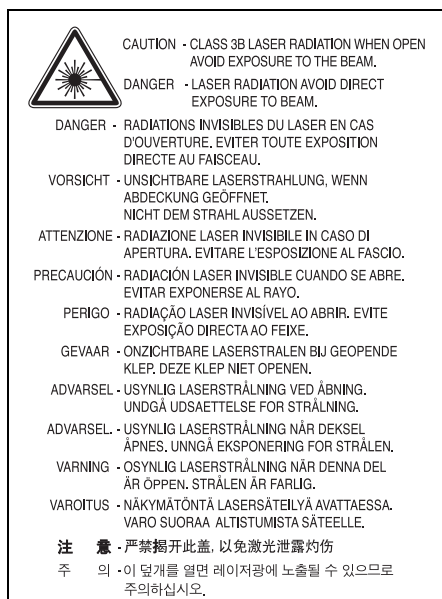 CAUTION - CLASS 3B LASER RADIATION WHEN OPEN
AVOID EXPOSURE TO THE BEAM.
DANGER - LASER RADIATION AVOID DIRECT
EXPOSURE TO BEAM.
DANGER - RADIATIONS INVISIBLES DU LASER EN CAS
D'OUVERTURE. EVITER TOUTE EXPOSITION
DIRECTE AU FAISCEAU.
VORSICHT - UNSICHTBARE LASERSTRAHLUNG, WENN
ABDECKUNG GEÖFFNET.
NICHT DEM STRAHL AUSSETZEN.
ATTENZIONE - RADIAZIONE LASER INVISIBILE IN CASO DI
APERTURA. EVITARE L'ESPOSIZIONE AL FASCIO.
PRECAUCIÓN - RADIACIÓN LASER INVISIBLE CUANDO SE ABRE.
EVITAR EXPONERSE AL RAYO.
PERIGO - RADIAÇÃO LASER INVISÍVEL AO ABRIR. EVITE
EXPOSIÇÃO DIRECTA AO FEIXE.
GEVAAR - ONZICHTBARE LASERSTRALEN BIJ GEOPENDE
KLEP. DEZE KLEP NIET OPENEN.
ADVARSEL - USYNLIG LASERSTRÅLNING VED ÅBNING.
UNDGÅ UDSAETTELSE FOR STRÅLNING.
ADVARSEL. - USYNLIG LASERSTRÅLNING NÅR DEKSEL
ÅPNES. UNNGÅ EKSPONERING FOR STRÅLEN.
VARNING - OSYNLIG LASERSTRÅLNING NÄR DENNA DEL
ÄR ÖPPEN. STRÅLEN ÄR FARLIG.
VAROITUS - NÄKYMÄTÖNTÄ LASERSÄTEILYÄ AVATTAESSA.
VARO SUORAA ALTISTUMISTA SÄTEELLE.
注 意 - 严禁揭开此盖, 以免激光泄露灼伤
주 의 - 이 덮개를 열면 레이저광에 노출될 수 있으므로
주의하십시오.